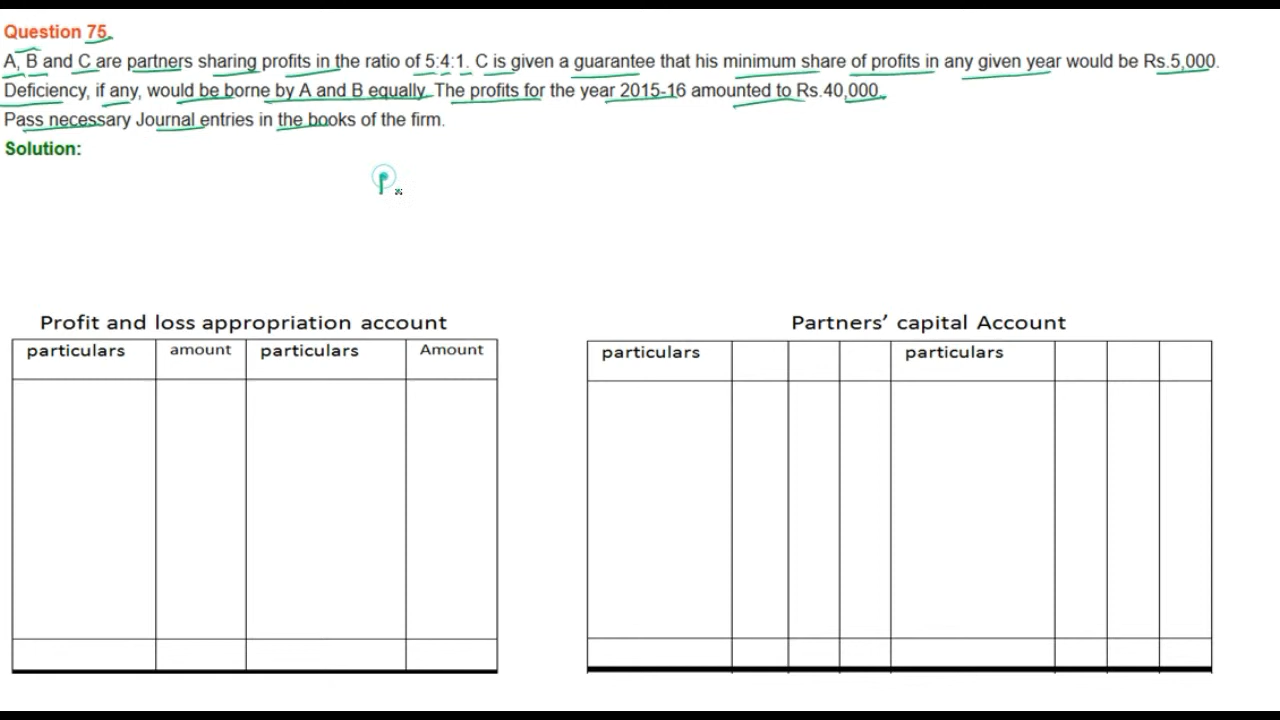 Question 75.
A, B and C are partners sharing profits in the ratio of 5:4:1. C is given a guarantee that his minimum share of profits in any given year would be Rs.5,000.
Deficiency, if any, would be borne by A and B equally. The profits for the year 2015-16 amounted to Rs.40,000.
Pass necessary Journal entries in the books of the firm.
Solution:
P
Profit and loss appropriation account
particulars amount particulars Amount
Partners’ capital Account
particulars particulars